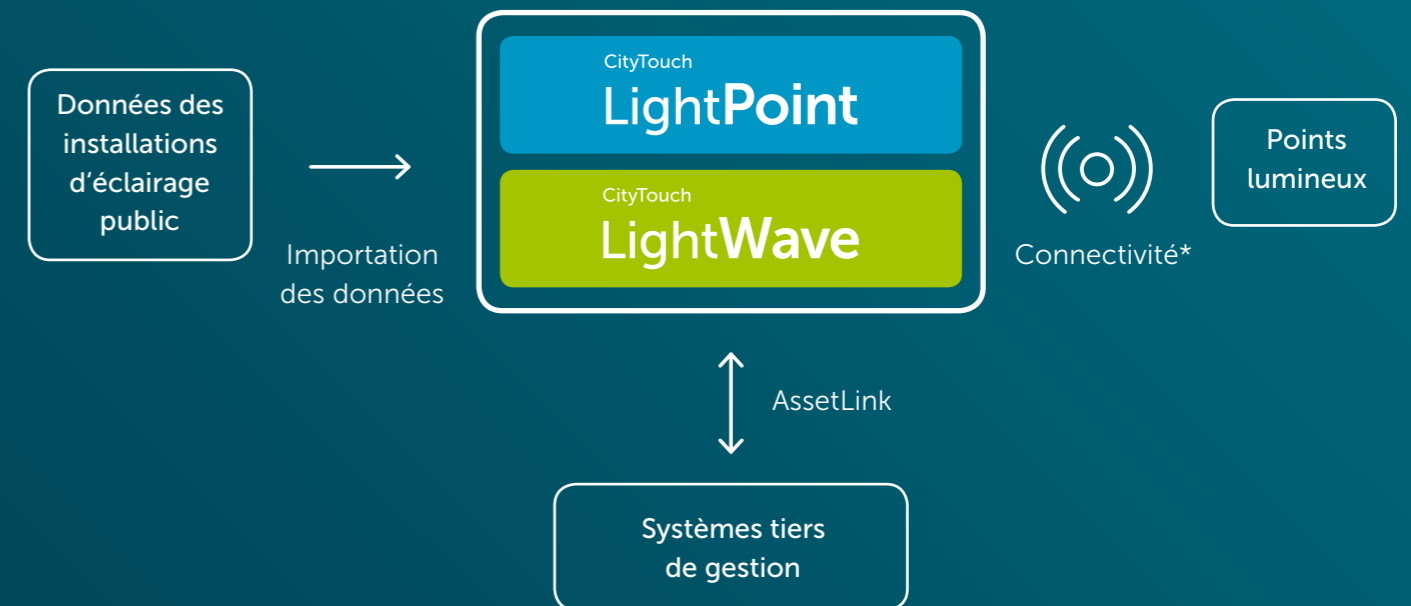 Données des
installations
d’éclairage
public
Importation
des données
CityTouch
LightPoint
CityTouch
LightWave
Connectivité*
Points
lumineux
AssetLink
Systèmes tiers
de gestion